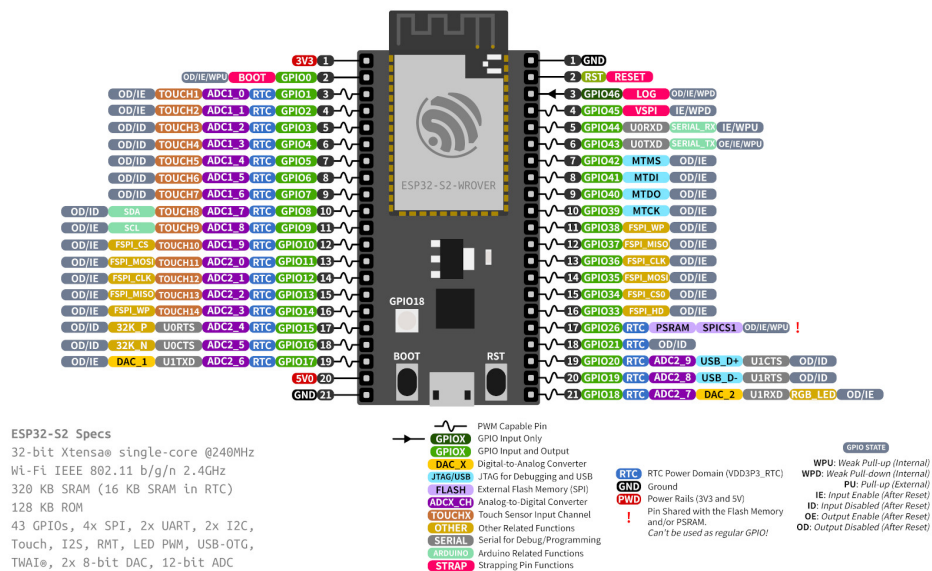 3V3 1
OD/IE/WPU BOOT GPIO0 2
OD/IE TOUCH1 ADC1_0 RTC GPIO1 3
OD/IE TOUCH2 ADC1_1 RTC GPIO2 4
OD/IE TOUCH3 ADC1_2 RTC GPIO3 5
OD/IE TOUCH4 ADC1_3 RTC GPIO4 6
OD/IE TOUCH5 ADC1_4 RTC GPIO5 7
OD/IE TOUCH6 ADC1_5 RTC GPIO6 8
OD/IE TOUCH7 ADC1_6 RTC GPIO7 9
OD/ID SDA TOUCH8 ADC1_7 RTC GPIO8 10
OD/ID SCL TOUCH9 ADC1_8 RTC GPIO9 11
OD/IE FSPI_CS TOUCH10 ADC1_9 RTC GPIO10 12
OD/IE FSPI_MOSI TOUCH11 ADC2_0 RTC GPIO11 13
OD/IE FSPI_CLK TOUCH12 ADC2_1 RTC GPIO12 14
OD/IE FSPI_MISO TOUCH13 ADC2_2 RTC GPIO13 15
OD/IE FSPI_WP TOUCH14 ADC2_3 RTC GPIO14 16
OD/ID 32K_P U0RTS ADC2_4 RTC GPIO15 17
OD/ID 32K_N U0CTS ADC2_5 RTC GPIO16 18
OD/IE DAC_1 U1TXD ADC2_6 RTC GPIO17 19
5V0 20
GND 21
ESP32-S2-WROVER
GPIO18
BOOT
RST
1 GND
2 RST RESET
3 GPIO46 LOG OD/IE/WPD
4 GPIO45 VSPI IE/WPD
5 GPIO44 U0RXD SERIAL_RX IE/WPU
6 GPIO43 U0TXD SERIAL_TX OE/IE/WPU
7 GPIO42 MTMS OD/IE
8 GPIO41 MTDI OD/IE
9 GPIO40 MTDO OD/IE
10 GPIO39 MTCK OD/IE
11 GPIO38 FSPI_WP OD/IE
12 GPIO37 FSPI_MISO OD/IE
13 GPIO36 FSPI_CLK OD/IE
14 GPIO35 FSPI_MOSI OD/IE
15 GPIO34 FSPI_CS0 OD/IE
16 GPIO33 FSPI_HD OD/IE
17 GPIO26 RTC PSRAM SPICS1 OD/IE/WPU !
18 GPIO21 RTC OD/ID
19 GPIO20 RTC ADC2_9 USB_D+ U1CTS OD/ID
20 GPIO19 RTC ADC2_8 USB_D- U1RTS OD/ID
21 GPIO18 RTC ADC2_7 DAC_2 U1RXD RGB_LED OD/IE
ESP32-S2 Specs
32-bit Xtensa® single-core @240MHz
Wi-Fi IEEE 802.11 b/g/n 2.4GHz
320 KB SRAM (16 KB SRAM in RTC)
128 KB ROM
43 GPIOs, 4x SPI, 2x UART, 2x I2C,
Touch, I2S, RMT, LED PWM, USB-OTG,
TWAI®, 2x 8-bit DAC, 12-bit ADC
PWM Capable Pin
GPIOX GPIO Input Only
GPIOX GPIO Input and Output
DAC_X Digital-to-Analog Converter
JTAG/USB JTAG for Debugging and USB
FLASH External Flash Memory (SPI)
ADCX_CH Analog-to-Digital Converter
TOUCHX Touch Sensor Input Channel
OTHER Other Related Functions
SERIAL Serial for Debug/Programming
ARDUINO Arduino Related Functions
STRAP Strapping Pin Functions
RTC RTC Power Domain (VDD3P3_RTC)
GND Ground
PWD Power Rails (3V3 and 5V)
! Pin Shared with the Flash Memory
and/or PSRAM.
Can't be used as regular GPIO!
GPIO STATE
WPU: Weak Pull-up (Internal)
WPD: Weak Pull-down (Internal)
PU: Pull-up (External)
IE: Input Enable (After Reset)
ID: Input Disabled (After Reset)
OE: Output Enable (After Reset)
OD: Output Disabled (After Reset)